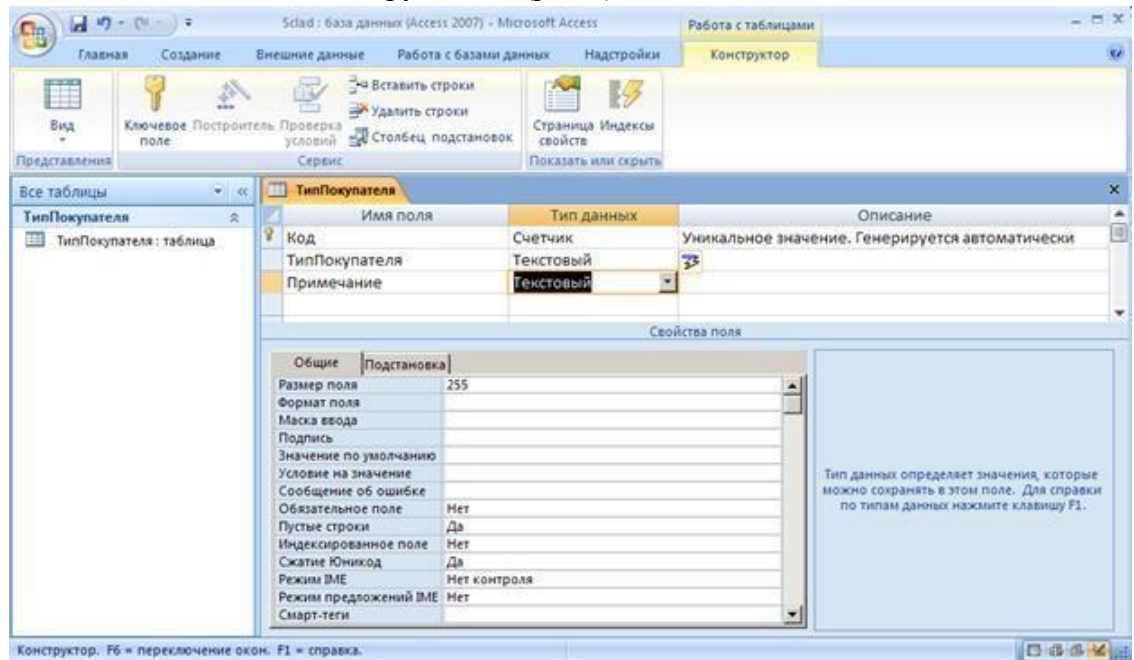 Sclad : база данных (Access 2007) - Microsoft Access
Работа с таблицами
Главная Создание Внешние данные Работа с базами данных Надстройки Конструктор
Вид
Ключевое поле
Построитель
Проверка условий
Вставить строки
Удалить строки
Столбец подстановок
Страница свойств
Индексы
Представления Сервис Показать или скрыть
Все таблицы
ТипПокупателя
ТипПокупателя : таблица
ТипПокупателя
Имя поля Тип данных Описание
Код Счетчик Уникальное значение. Генерируется автоматически
ТипПокупателя Текстовый
Примечание Текстовый
Свойства поля
Общие Подстановка
Размер поля 255
Формат поля
Маска ввода
Подпись
Значение по умолчанию
Условие на значение
Сообщение об ошибке
Обязательное поле Нет
Пустые строки Да
Индексированное поле Нет
Сжатие Юникод Да
Режим IME Нет контроля
Режим предложений IME Нет
Смарт-теги
Тип данных определяет значения, которые
можно сохранять в этом поле. Для справки
по типам данных нажмите клавишу F1.
Конструктор. F6 = переключение окон. F1 = справка.